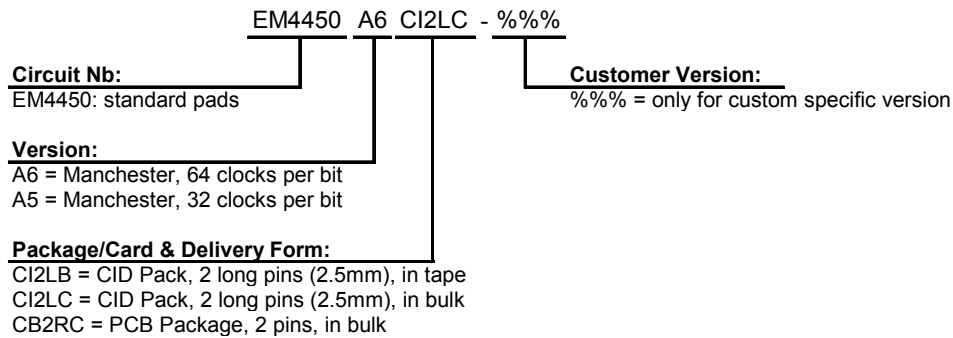 EM4450 A6 CI2LC - %%%
Circuit Nb:
EM4450: standard pads
Customer Version:
%%% = only for custom specific version
Version:
A6 = Manchester, 64 clocks per bit
A5 = Manchester, 32 clocks per bit
Package/Card & Delivery Form:
CI2LB = CID Pack, 2 long pins (2.5mm), in tape
CI2LC = CID Pack, 2 long pins (2.5mm), in bulk
CB2RC = PCB Package, 2 pins, in bulk